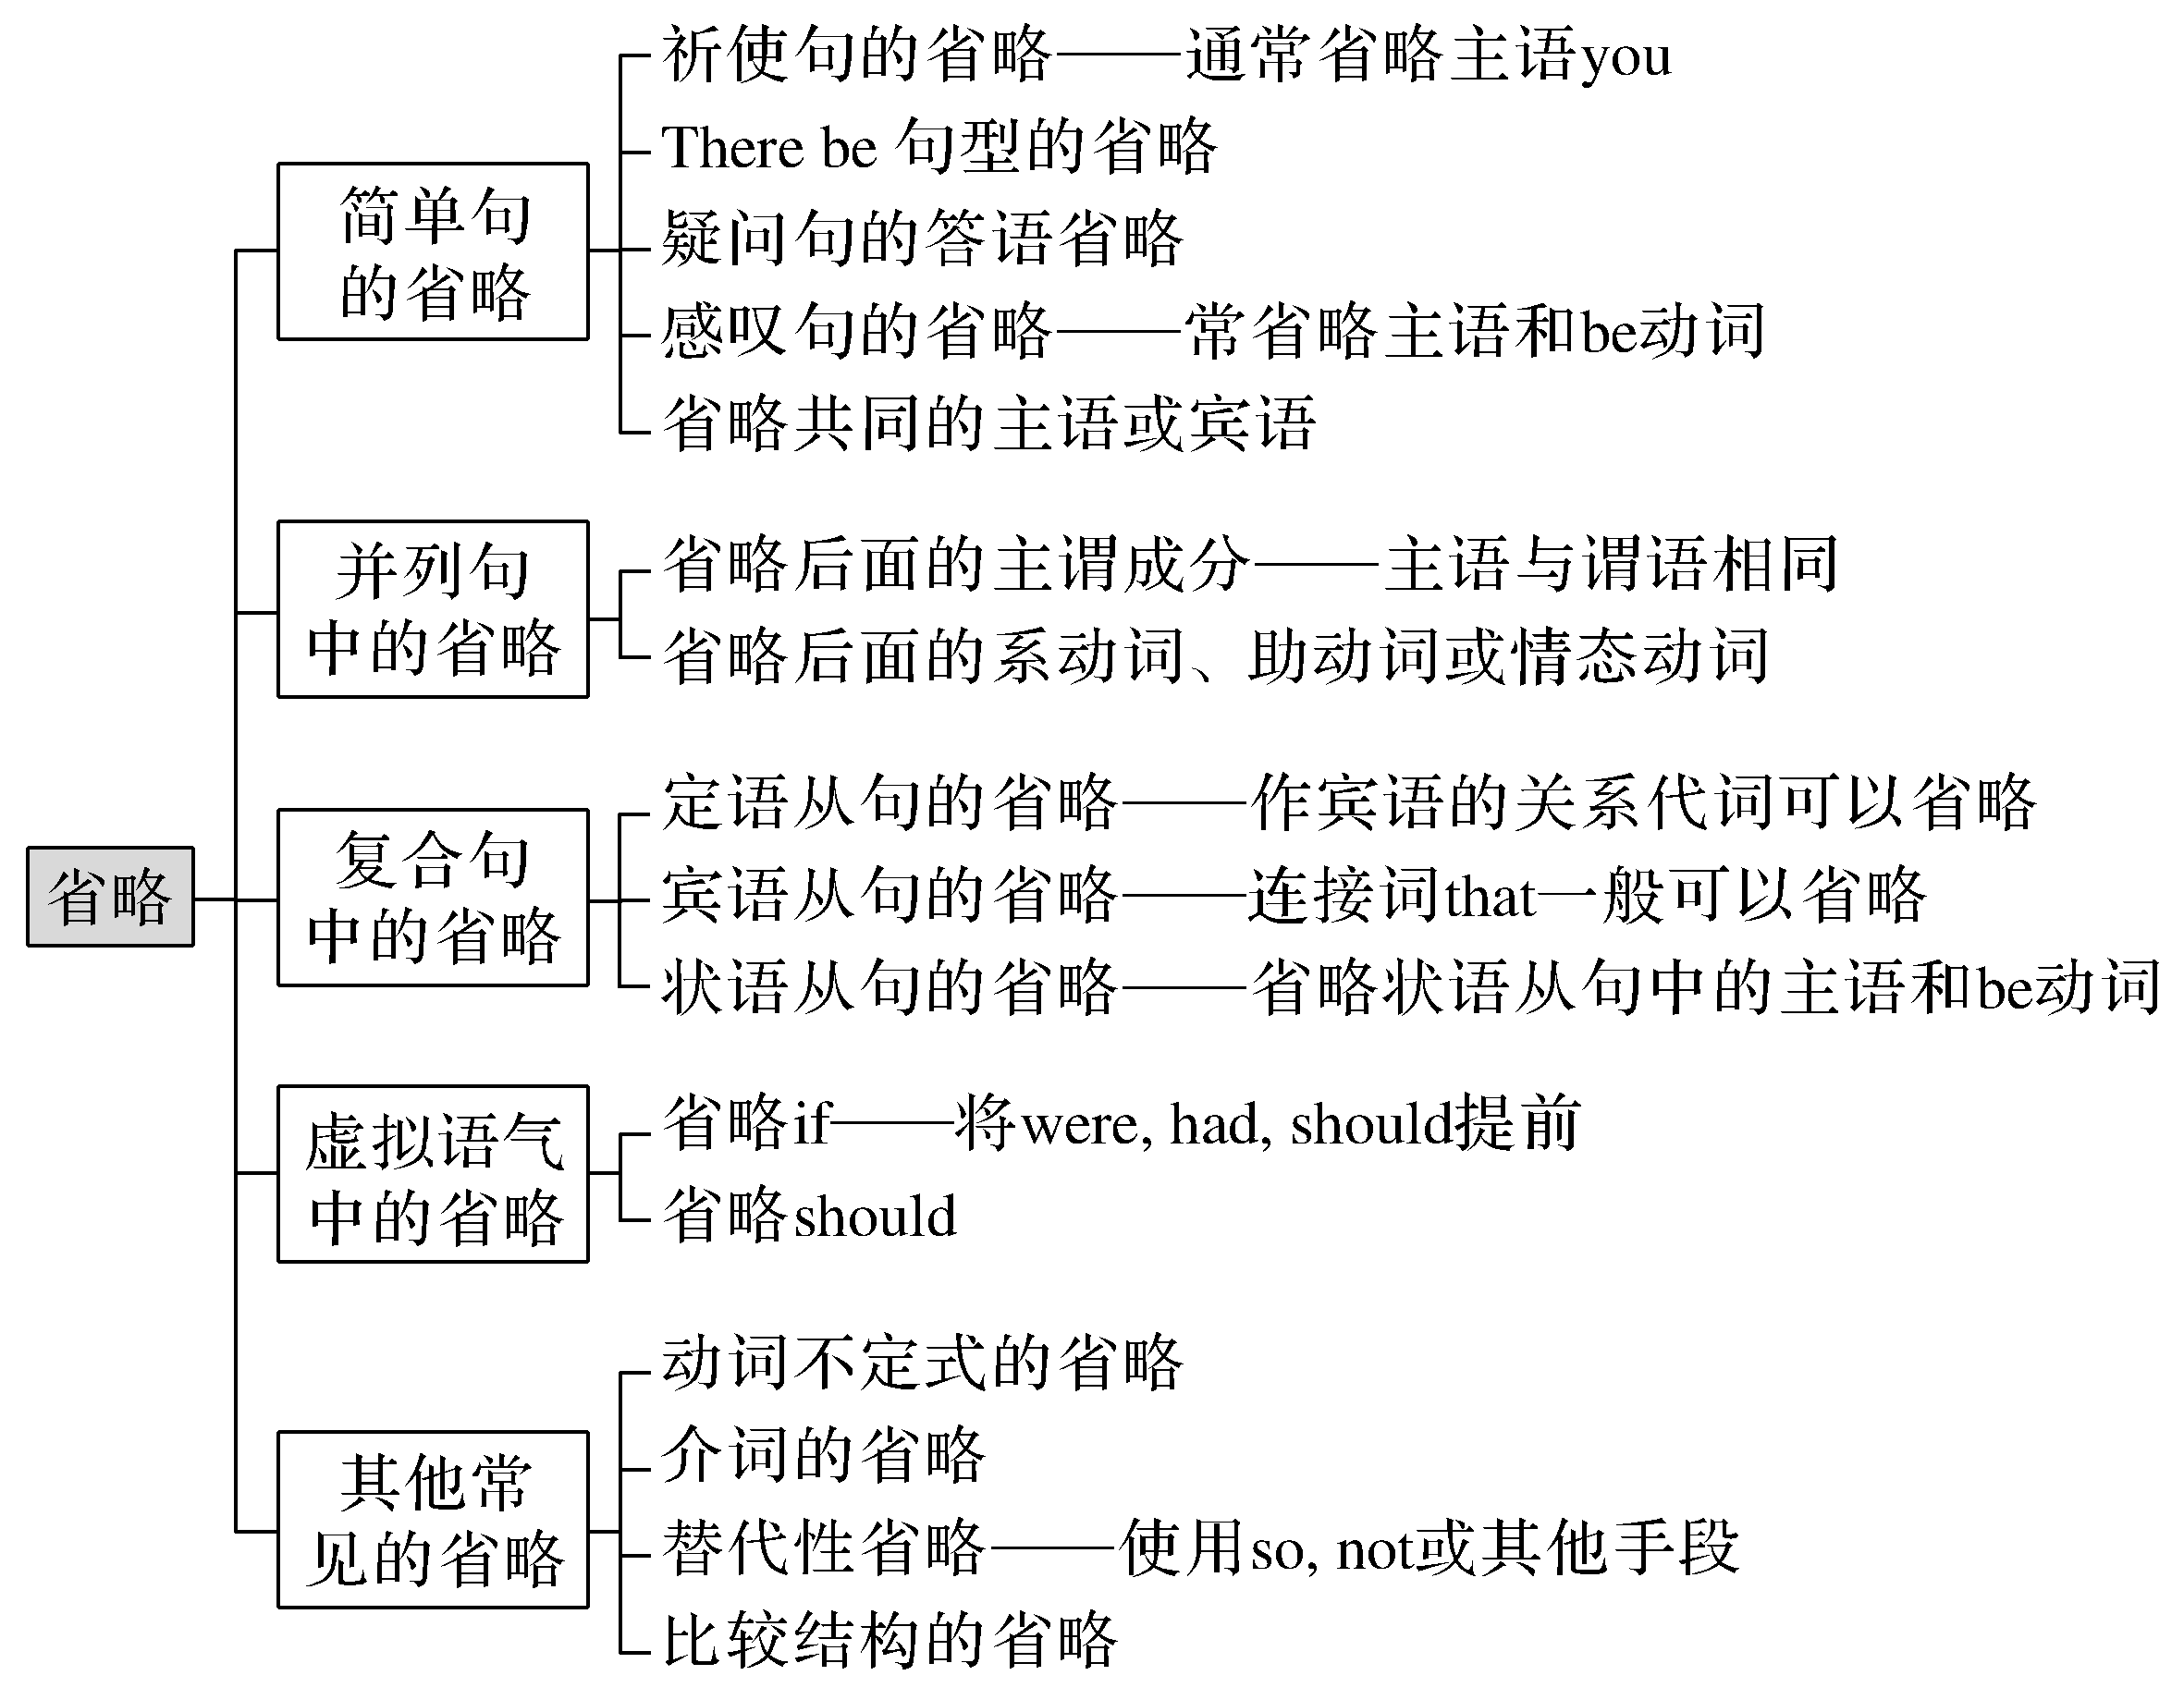 省略
简单句
的省略
祈使句的省略——通常省略主语you
There be 句型的省略
疑问句的答语省略
感叹句的省略——常省略主语和be动词
省略共同的主语或宾语
并列句
中的省略
省略后面的主谓成分——主语与谓语相同
省略后面的系动词、助动词或情态动词
复合句
中的省略
定语从句的省略——作宾语的关系代词可以省略
宾语从句的省略——连接词that一般可以省略
状语从句的省略——省略状语从句中的主语和be动词
虚拟语气
中的省略
省略if——将were, had, should提前
省略should
其他常
见的省略
动词不定式的省略
介词的省略
替代性省略——使用so, not或其他手段
比较结构的省略